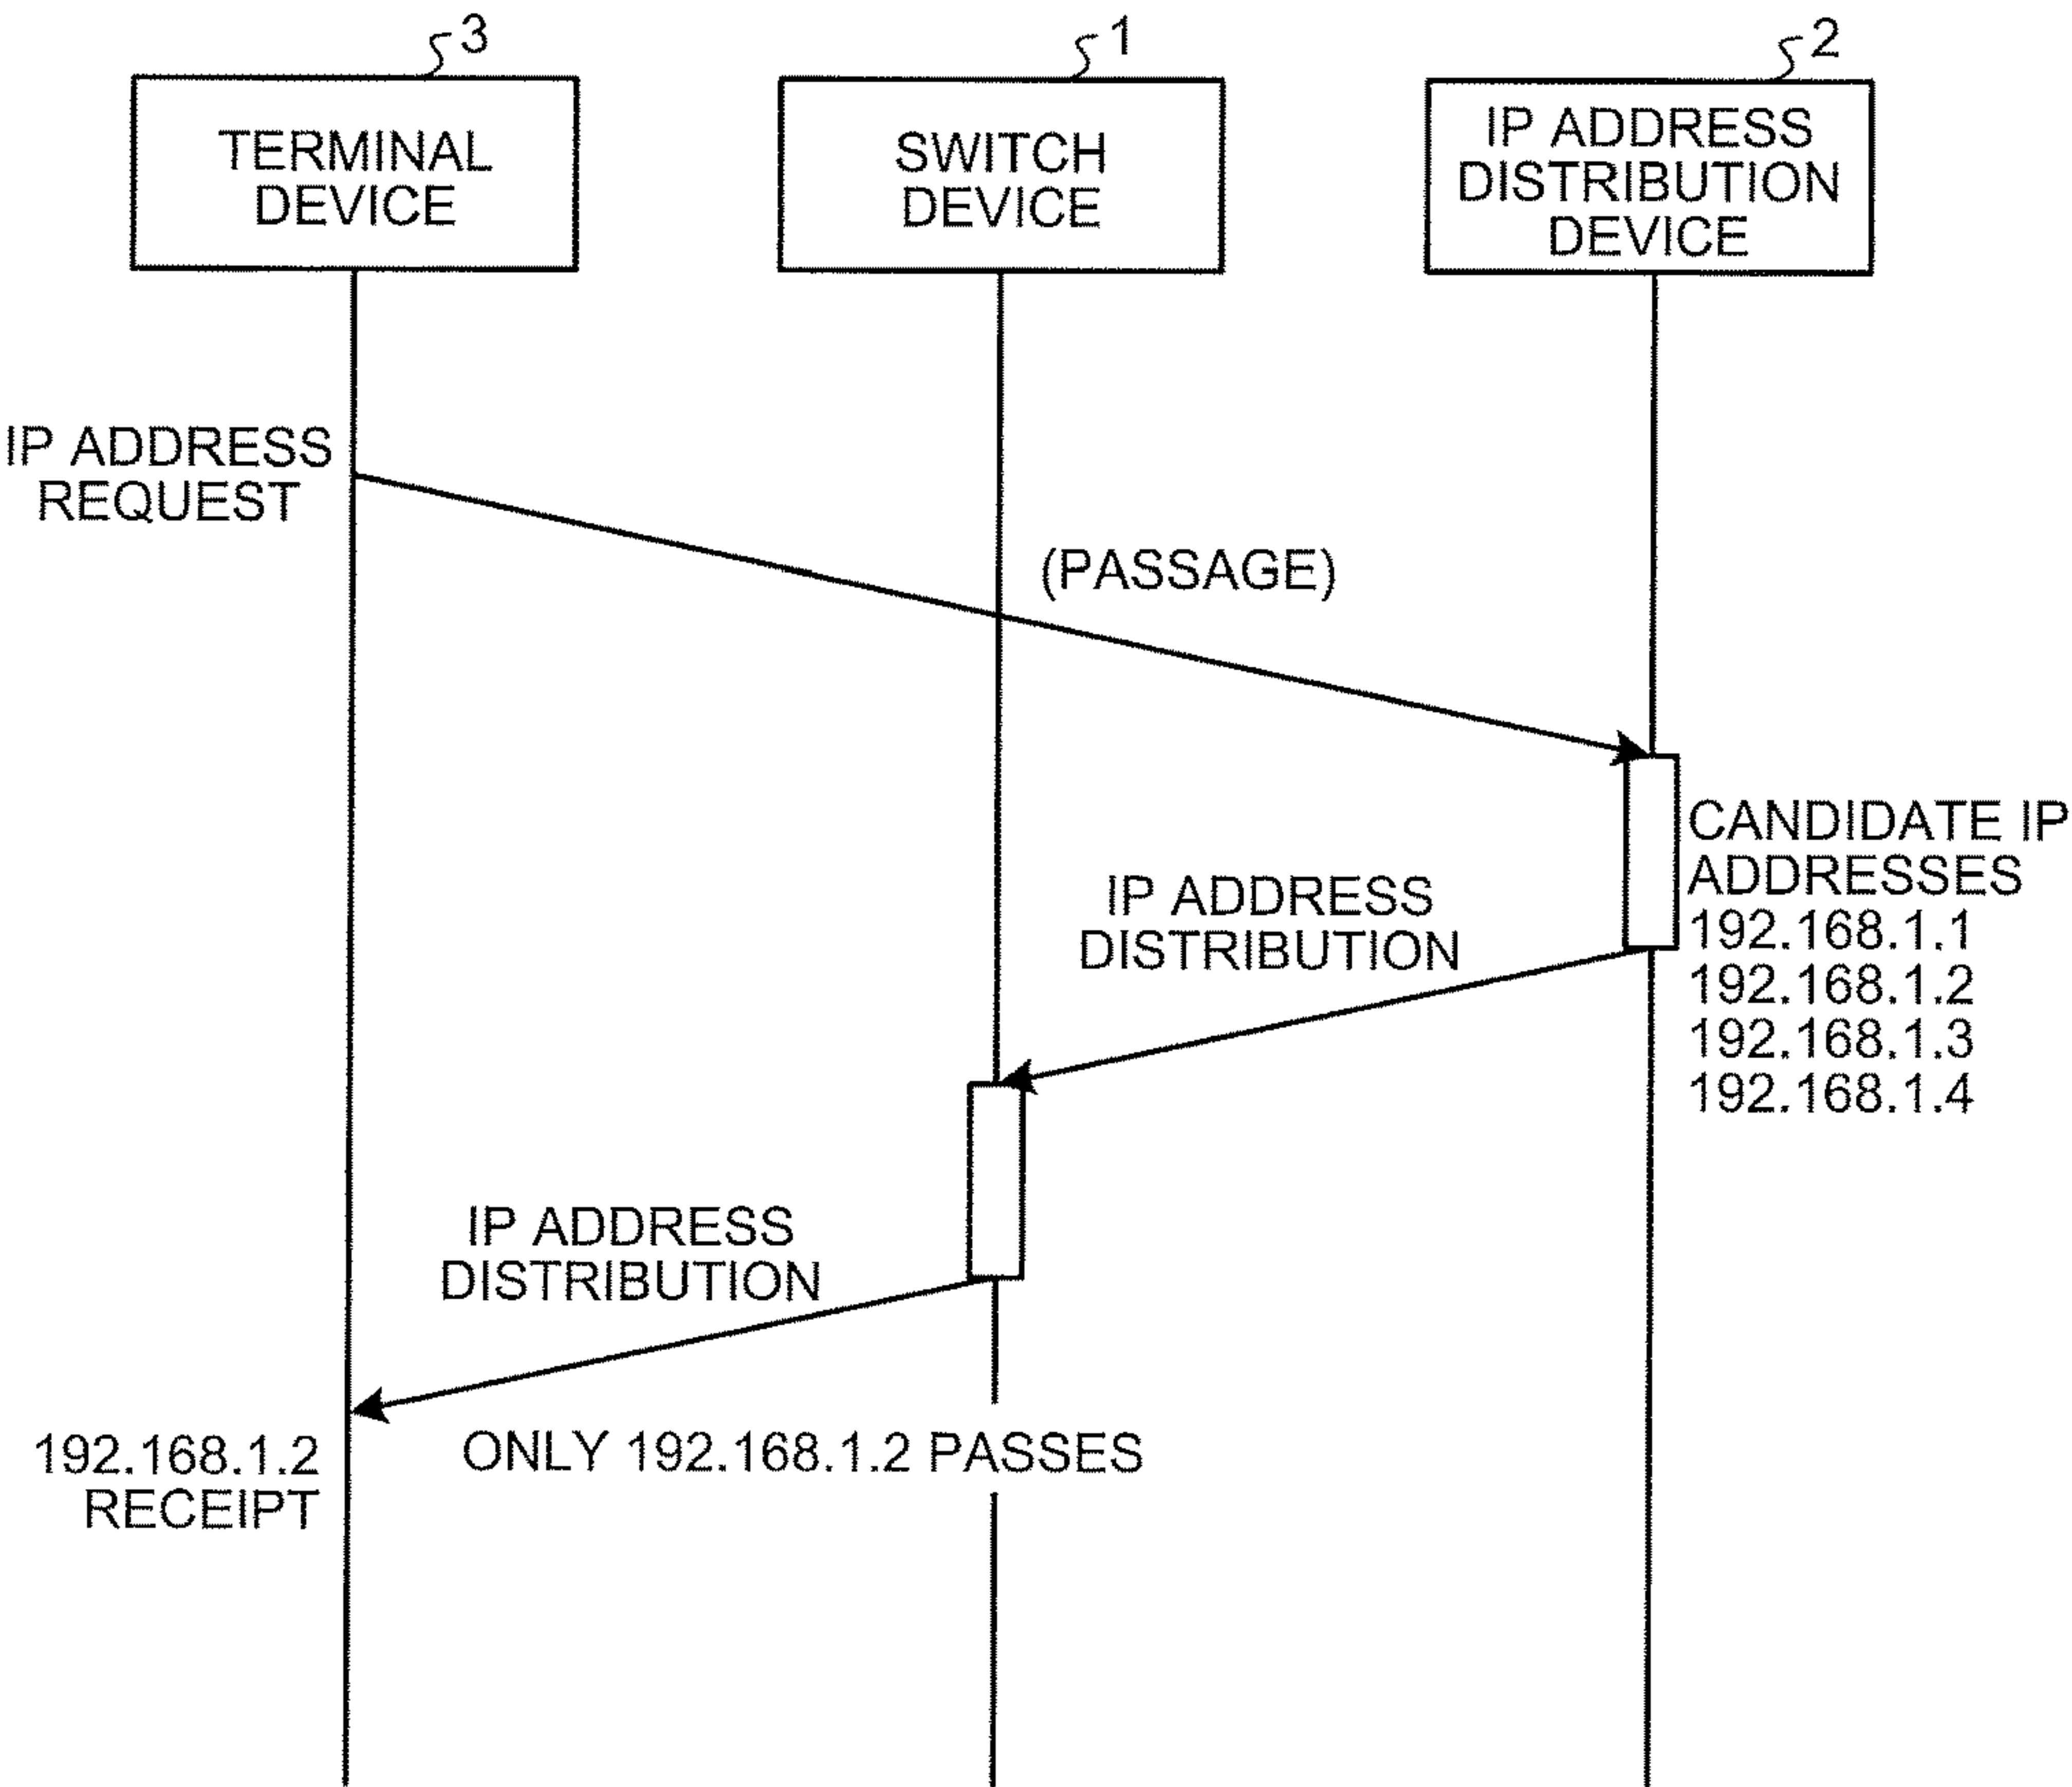 3
1
2
TERMINAL
DEVICE
SWITCH
DEVICE
IP ADDRESS
DISTRIBUTION
DEVICE
IP ADDRESS
REQUEST
(PASSAGE)
CANDIDATE IP
ADDRESSES
192.168.1.1
192.168.1.2
192.168.1.3
192.168.1.4
IP ADDRESS
DISTRIBUTION
IP ADDRESS
DISTRIBUTION
192.168.1.2
RECEIPT
ONLY 192.168.1.2 PASSES